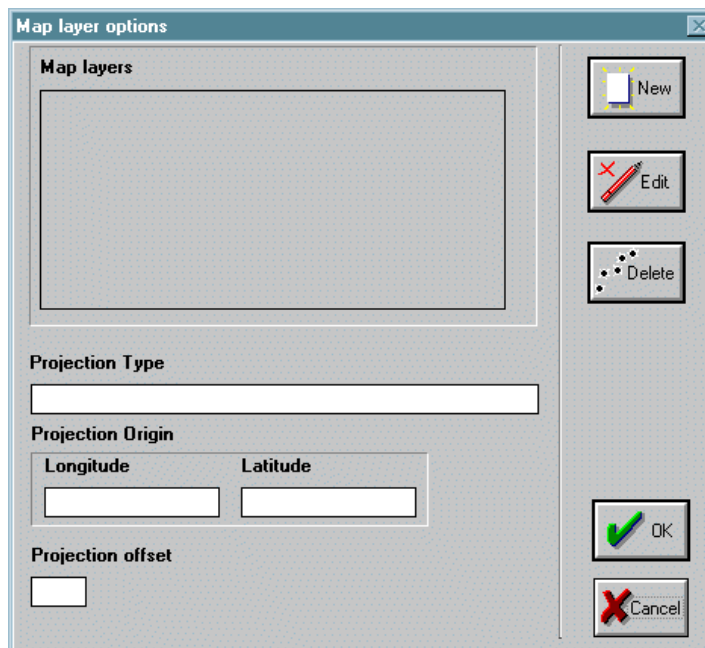 Map layer options
Map layers
New
Edit
Delete
Projection Type
Projection Origin
Longitude Latitude
Projection offset
OK
Cancel